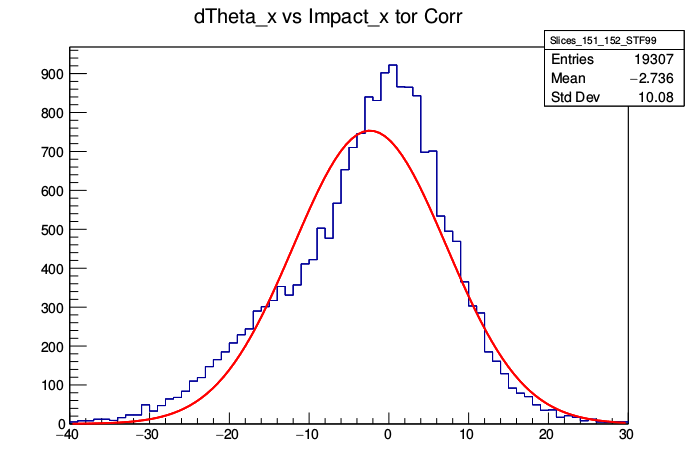 dTheta_x vs Impact_x tor Corr
Slices_151_152_STF99
Entries 19307
Mean −2.736
Std Dev 10.08
900
800
700
600
500
400
300
200
100
0
−40 −30 −20 −10 0 10 20 30